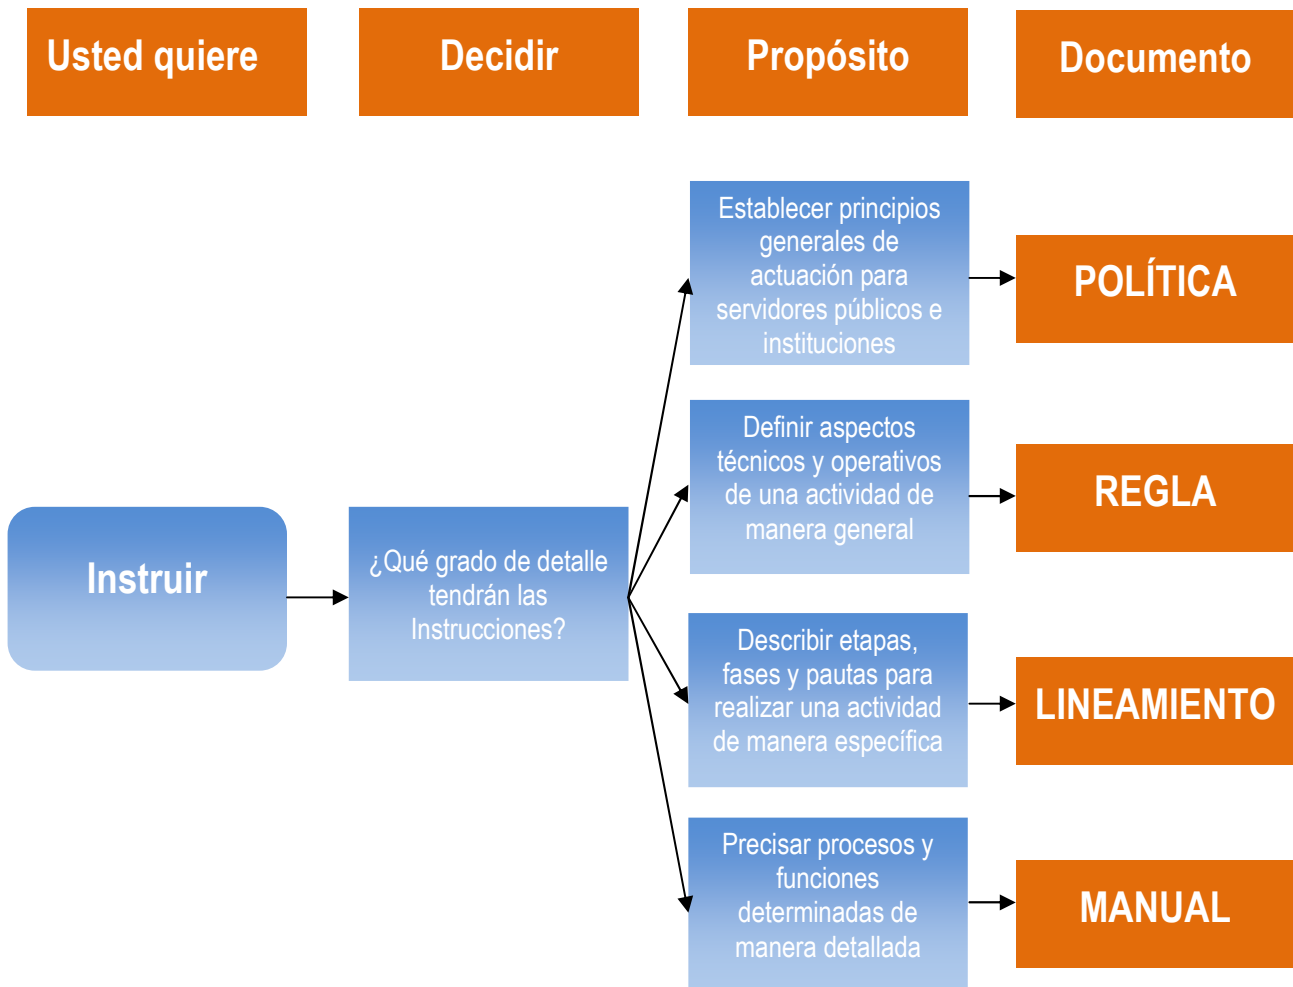 Usted quiere
Decidir
Propósito
Documento
Establecer principios
generales de
actuación para
servidores públicos e
instituciones
POLÍTICA
Definir aspectos
técnicos y operativos
de una actividad de
manera general
REGLA
Instruir
¿Qué grado de detalle
tendrán las
Instrucciones?
Describir etapas,
fases y pautas para
realizar una actividad
de manera específica
LINEAMIENTO
Precisar procesos y
funciones
determinadas de
manera detallada
MANUAL